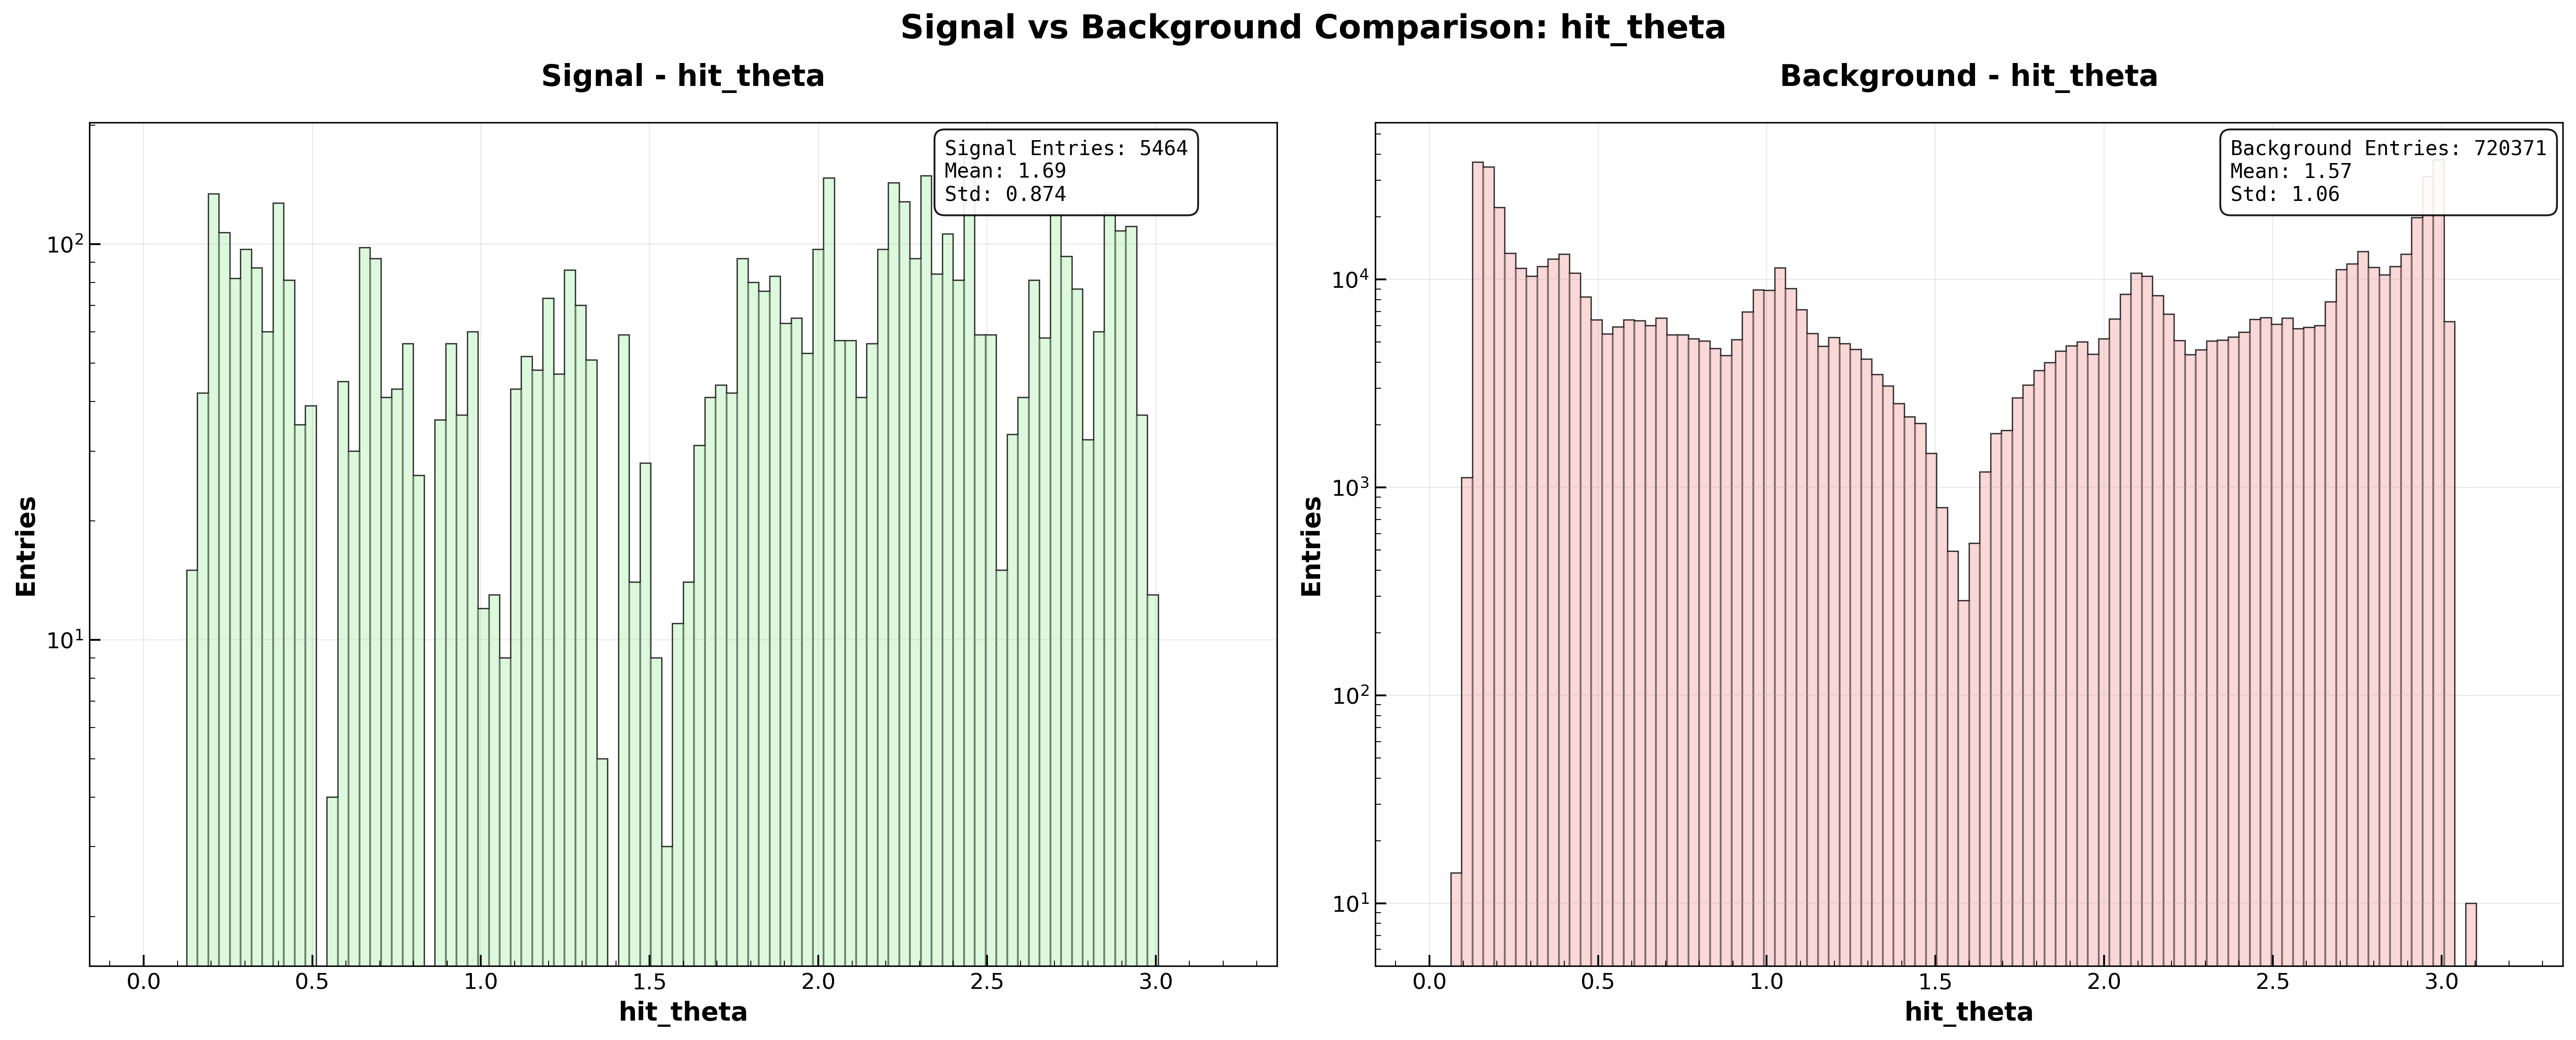 Signal vs Background Comparison: hit_theta
Signal - hit_theta
Signal Entries: 5464
Mean: 1.69
Std: 0.874
Entries
10²
10¹
0.0 0.5 1.0 1.5 2.0 2.5 3.0
hit_theta
Background - hit_theta
Background Entries: 720371
Mean: 1.57
Std: 1.06
Entries
10⁴
10³
10²
10¹
0.0 0.5 1.0 1.5 2.0 2.5 3.0
hit_theta